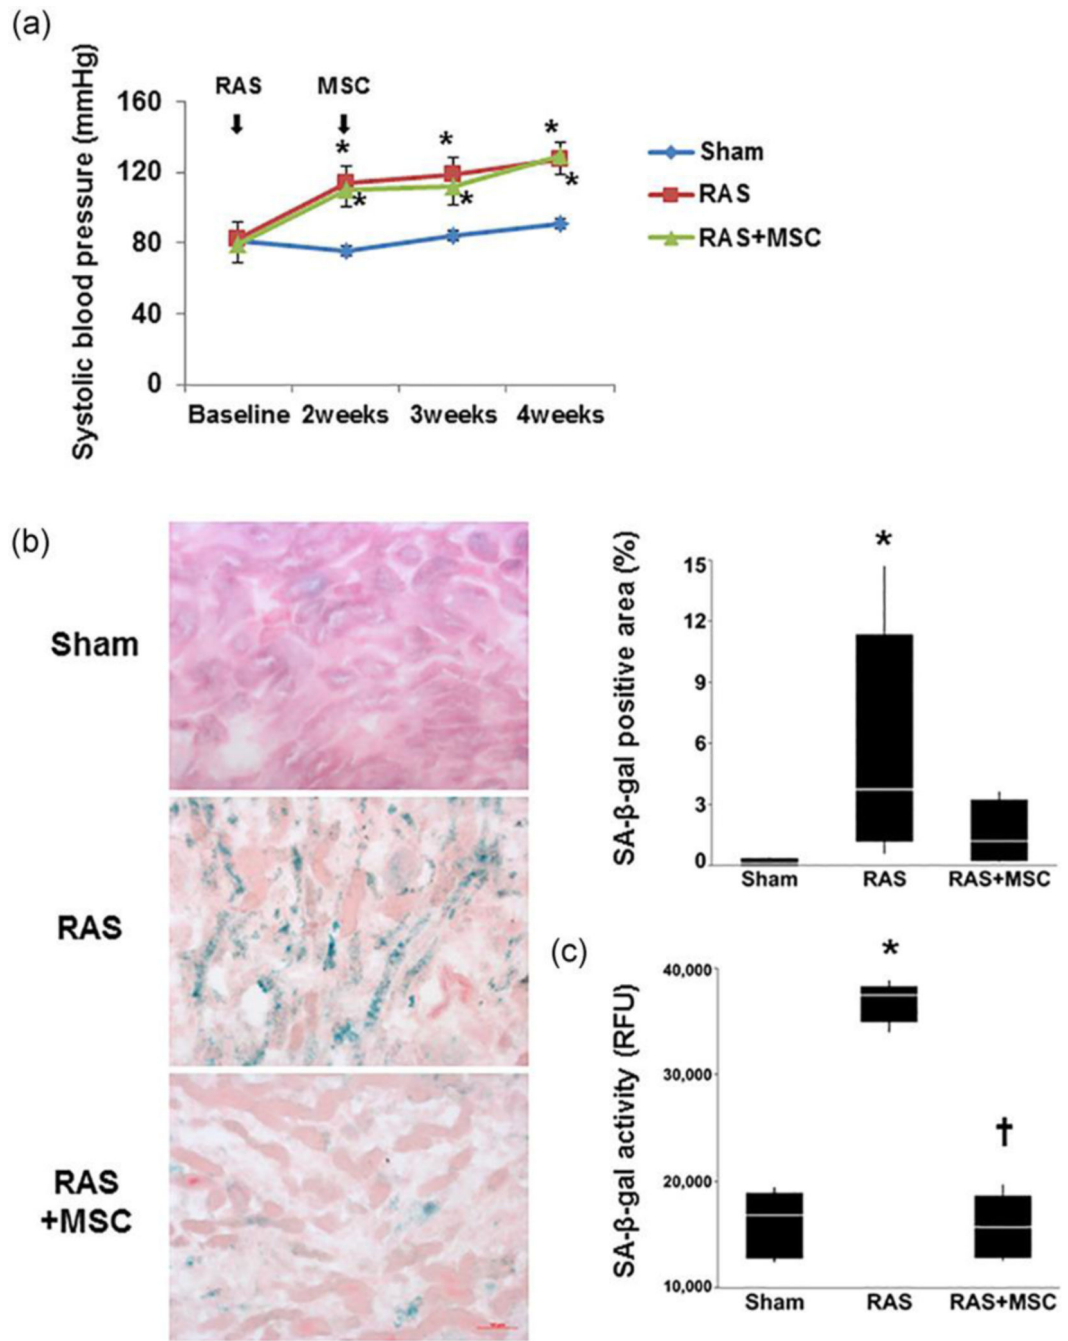 (a)
Systolic blood pressure (mmHg)
160
120
80
40
0
RAS
MSC
*
*
*
*
*
*
Baseline 2weeks 3weeks 4weeks
Sham
RAS
RAS+MSC
(b)
Sham
RAS
RAS
+MSC
SA-β-gal positive area (%)
15
12
9
6
3
0
*
Sham RAS RAS+MSC
(c)
SA-β-gal activity (RFU)
40,000
30,000
20,000
10,000
*
†
Sham RAS RAS+MSC